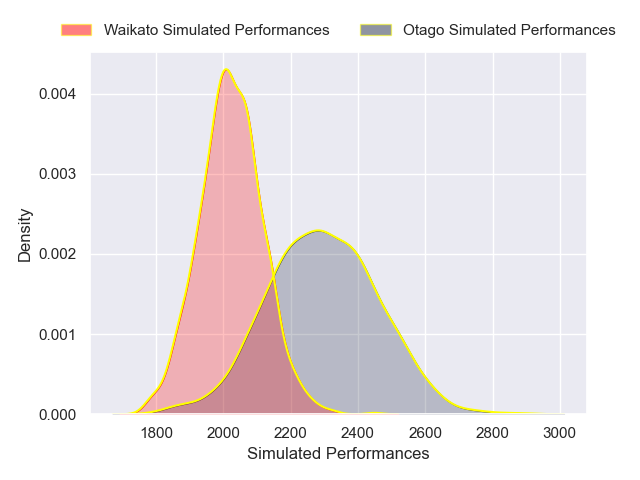 Waikato Simulated Performances Otago Simulated Performances
0.004
0.003
0.002
0.001
0.000
Density
1800 2000 2200 2400 2600 2800 3000
Simulated Performances